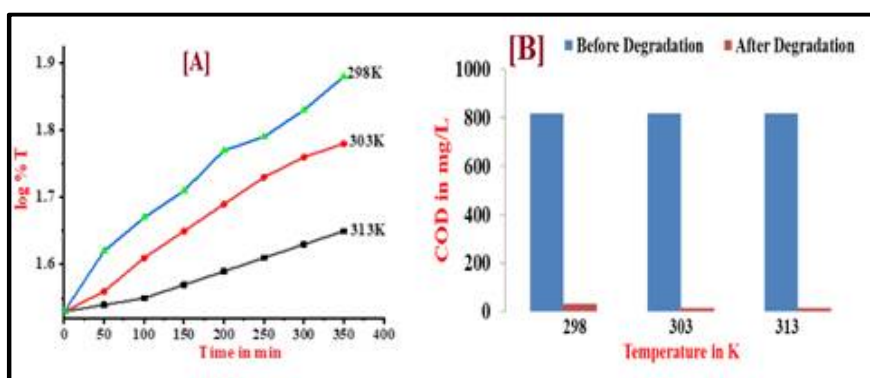 [A]
1.9
1.8
1.7
1.6
log % T
298K
303K
313K
0 50 100 150 200 250 300 350 400
Time in min
[B]
Before Degradation After Degradation
1000
800
600
400
200
0
COD in mg/L
298 303 313
Temperature in K